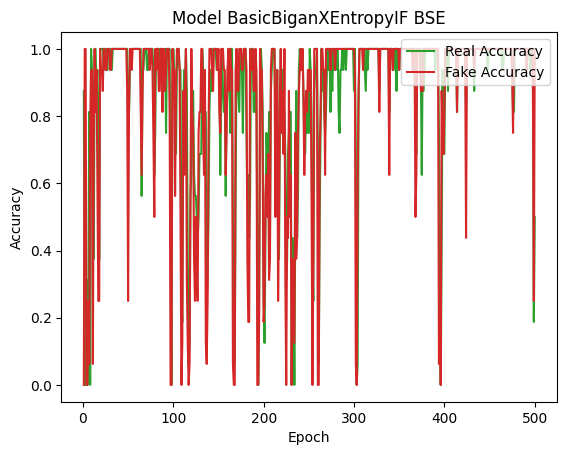 Model BasicBiganXEntropyIF BSE
Real Accuracy
Fake Accuracy
Accuracy
1.0
0.8
0.6
0.4
0.2
0.0
0 100 200 300 400 500
Epoch